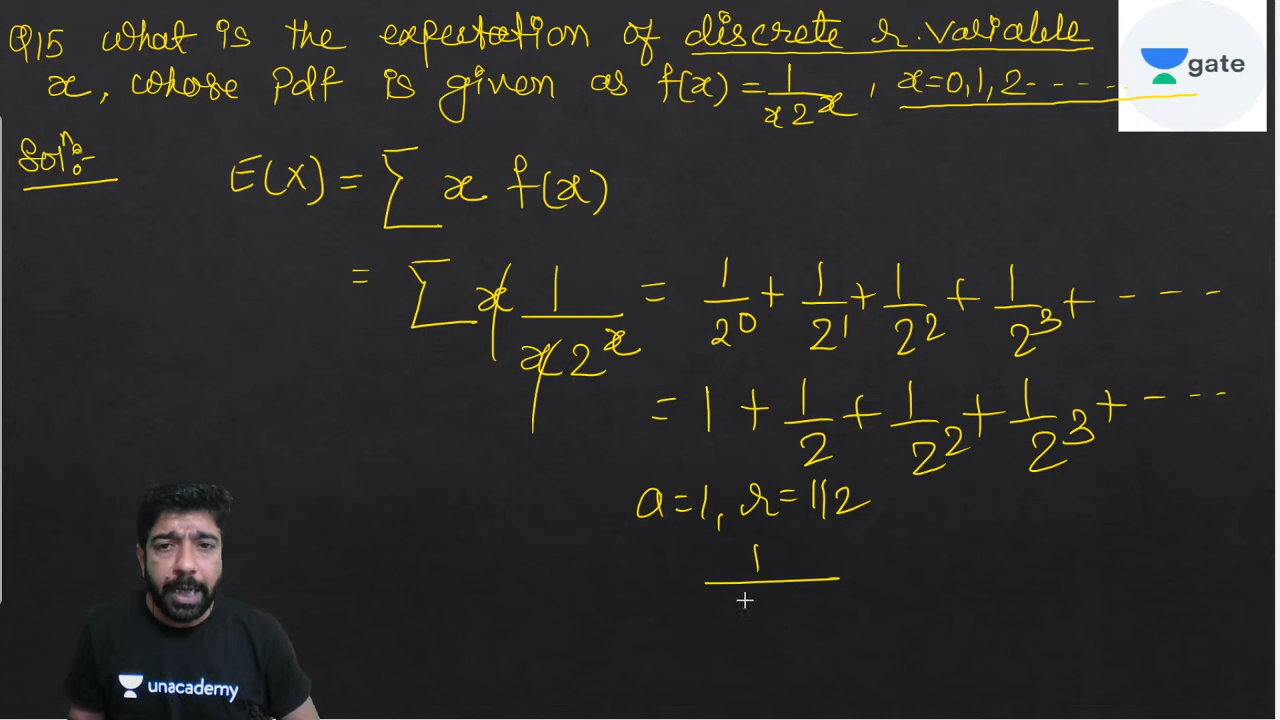 Q15 What is the expectation of discrete r. variable
x, whose Pdf is given as f(x) = 1/x2^x, x=0,1,2-----
gate
Solⁿ:-
E(X) = ∑ x f(x)
= ∑ x 1/x2^x = 1/2^0 + 1/2^1 + 1/2^2 + 1/2^3 + ----
= 1 + 1/2 + 1/2^2 + 1/2^3 + ----
a=1, r=1/2
1
unacademy